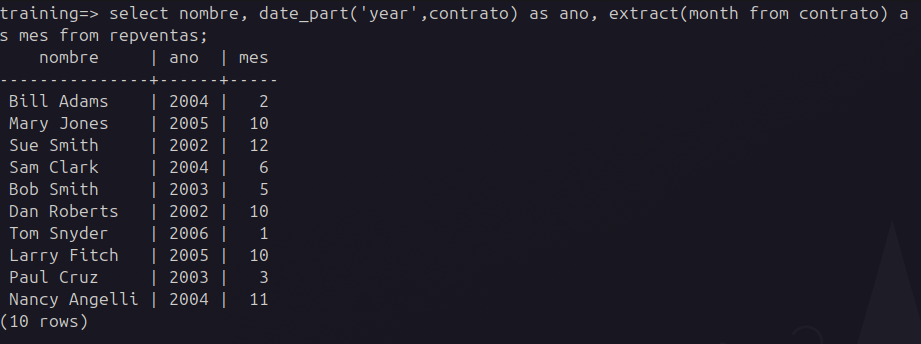 training=> select nombre, date_part('year',contrato) as ano, extract(month from contrato) a
s mes from repventas;
    nombre     | ano  | mes
---------------+------+-----
 Bill Adams    | 2004 |   2
 Mary Jones    | 2005 |  10
 Sue Smith     | 2002 |  12
 Sam Clark     | 2004 |   6
 Bob Smith     | 2003 |   5
 Dan Roberts   | 2002 |  10
 Tom Snyder    | 2006 |   1
 Larry Fitch   | 2005 |  10
 Paul Cruz     | 2003 |   3
 Nancy Angelli | 2004 |  11
(10 rows)